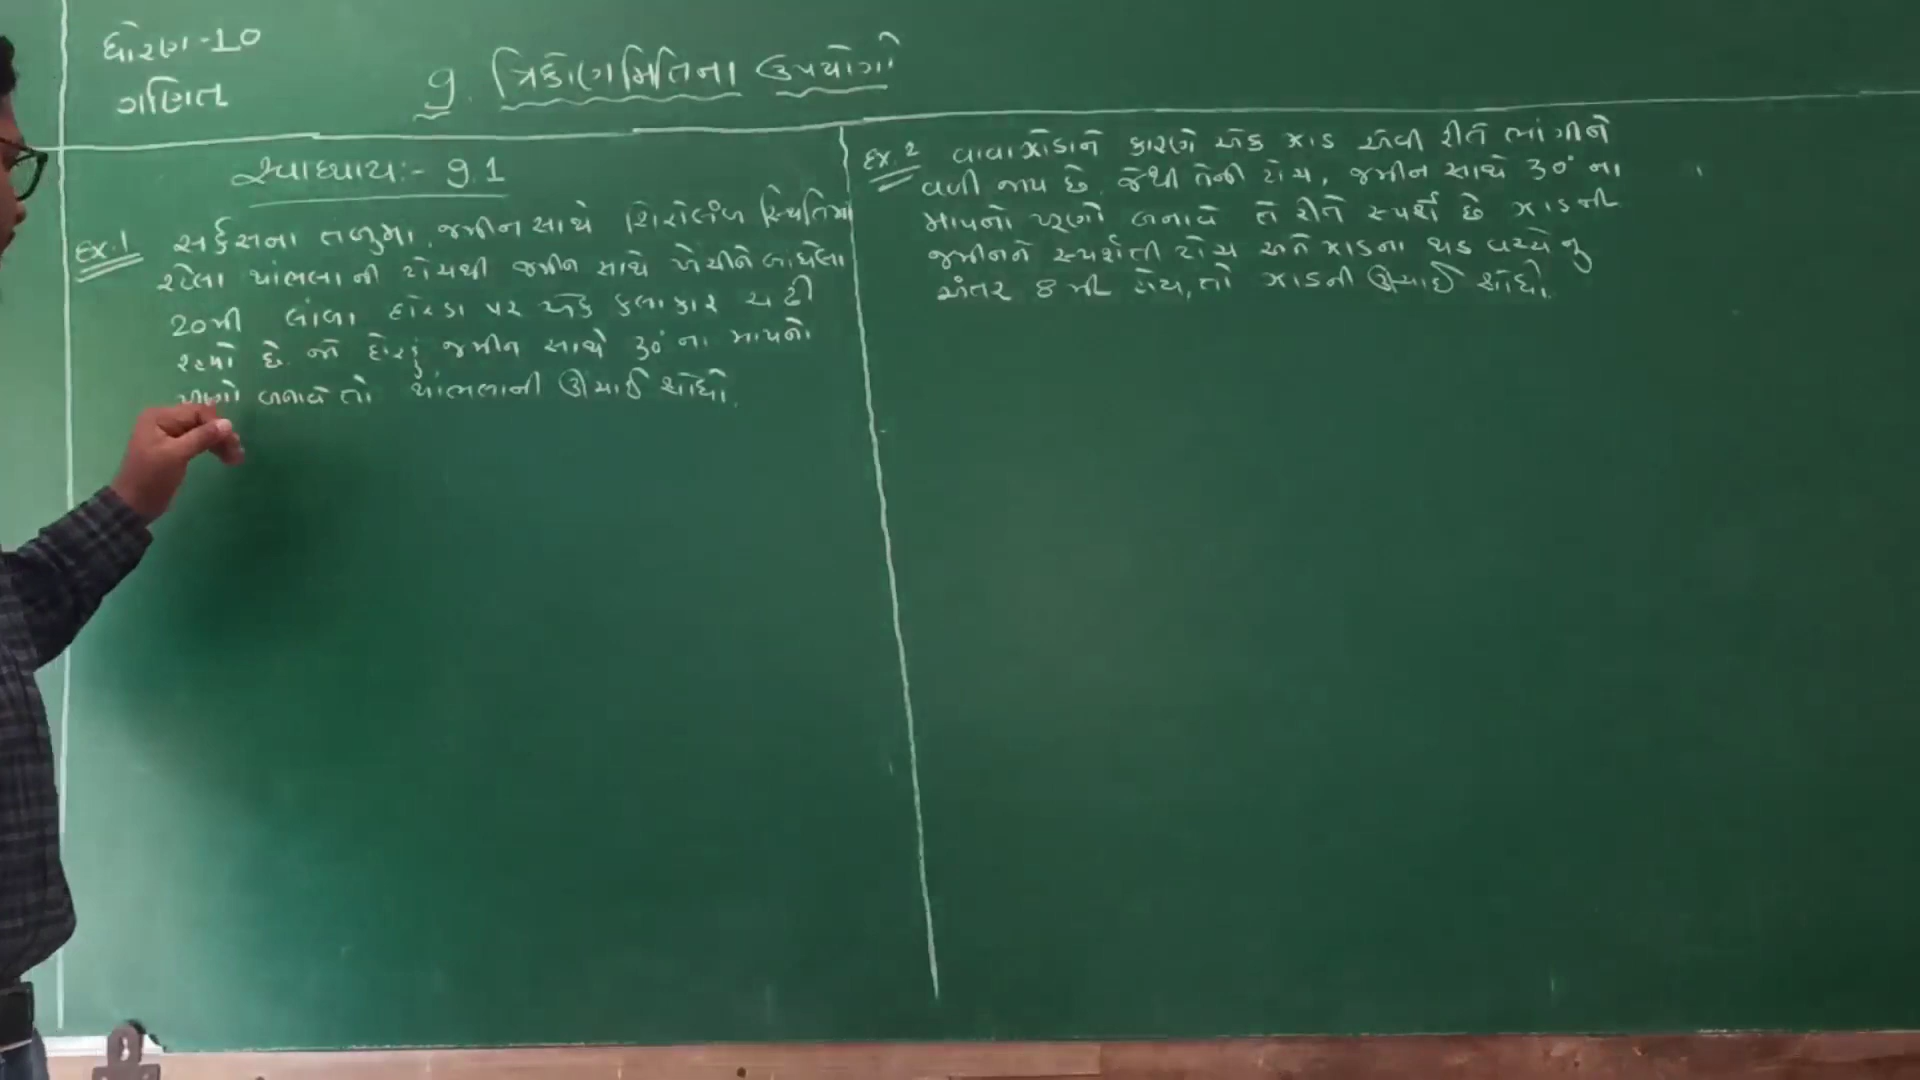 ધોરણ-10
ગણિત
9. ત્રિકોણમિતિના ઉપયોગો
સ્વાધ્યાય:- 9.1
Ex.1 સર્કસના તંબુમાં, જમીન સાથે શિરોલંબ સ્થિતિમાં
રહેલા થાંભલા ની ટોચથી જમીન સાથે ખેચીને બાંધેલા
20મી લાંબા દોરડા પર એક કલાકાર ચઢી
રહ્યો છે. જો દોરડું જમીન સાથે 30° ના માપનો
ખૂણો બનાવે તો થાંભલાની ઊંચાઈ શોધો.
Ex.2 વાવાઝોડાને કારણે એક ઝાડ એવી રીતે ભાંગીને
વળી જાય છે. જેથી તેની ટોચ, જમીન સાથે 30° ના
માપનો ખૂણો બનાવે તે રીતે સ્પર્શે છે ઝાડની
જમીનને સ્પર્શતી ટોચ અને ઝાડના થડ વચ્ચેનુ
અંતર 8 મી હોય, તો ઝાડની ઊંચાઈ શોધો.